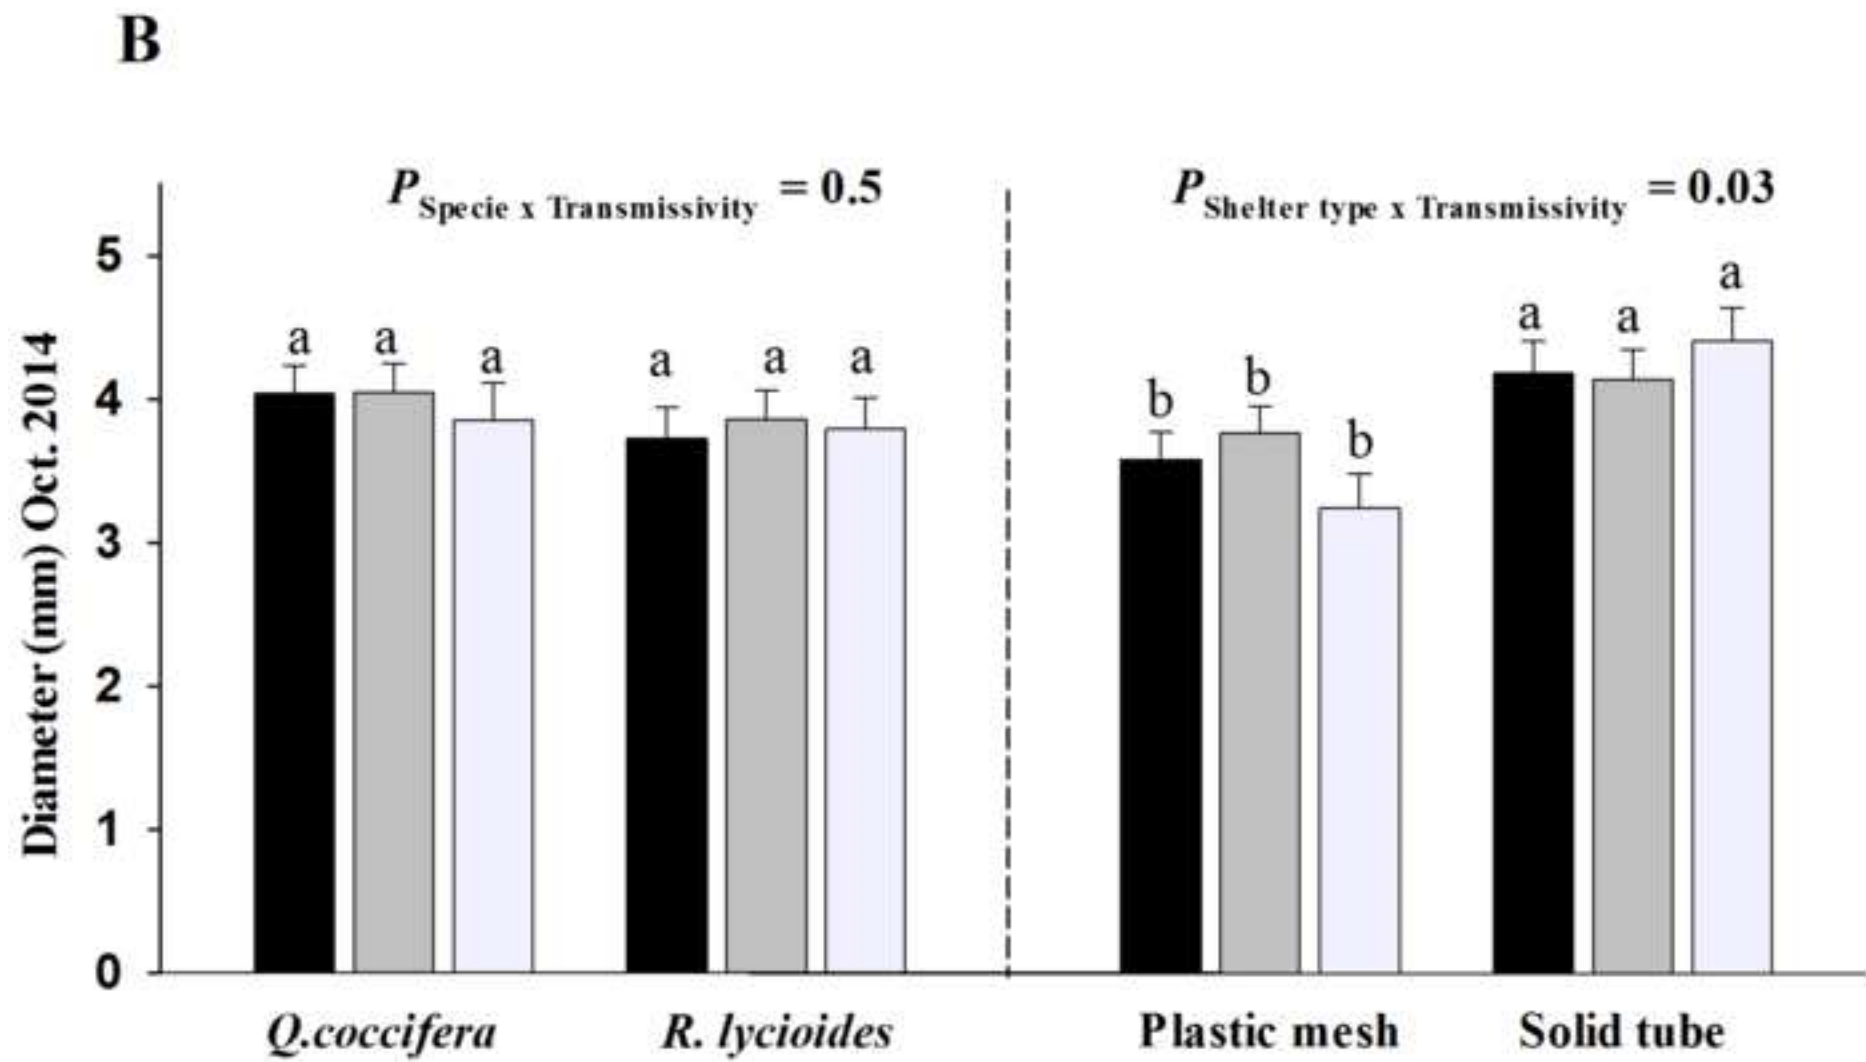 B
P Specie x Transmissivity = 0.5
P Shelter type x Transmissivity = 0.03
Diameter (mm) Oct. 2014
5
4
3
2
1
0
a a a a a a
b b b a a a
Q.coccifera R. lycioides Plastic mesh Solid tube